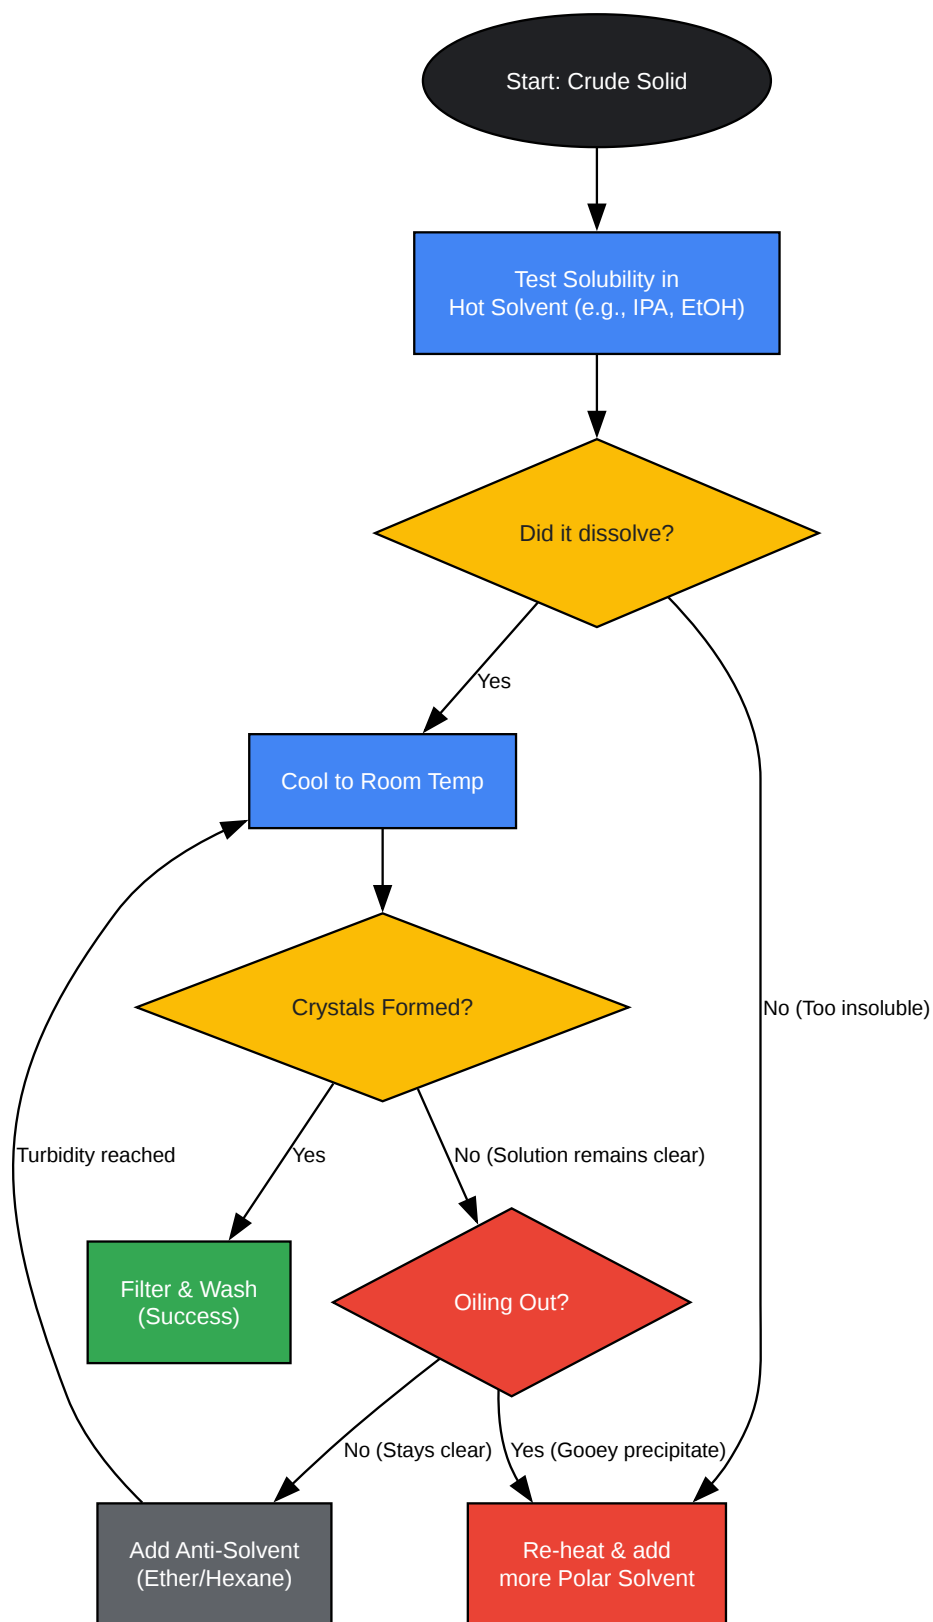 Start: Crude Solid
Test Solubility in
Hot Solvent (e.g., IPA, EtOH)
Did it dissolve?
Yes
Cool to Room Temp
Crystals Formed?
No (Too insoluble)
Turbidity reached
Yes
No (Solution remains clear)
Filter & Wash
(Success)
Oiling Out?
No (Stays clear)
Yes (Gooey precipitate)
Add Anti-Solvent
(Ether/Hexane)
Re-heat & add
more Polar Solvent